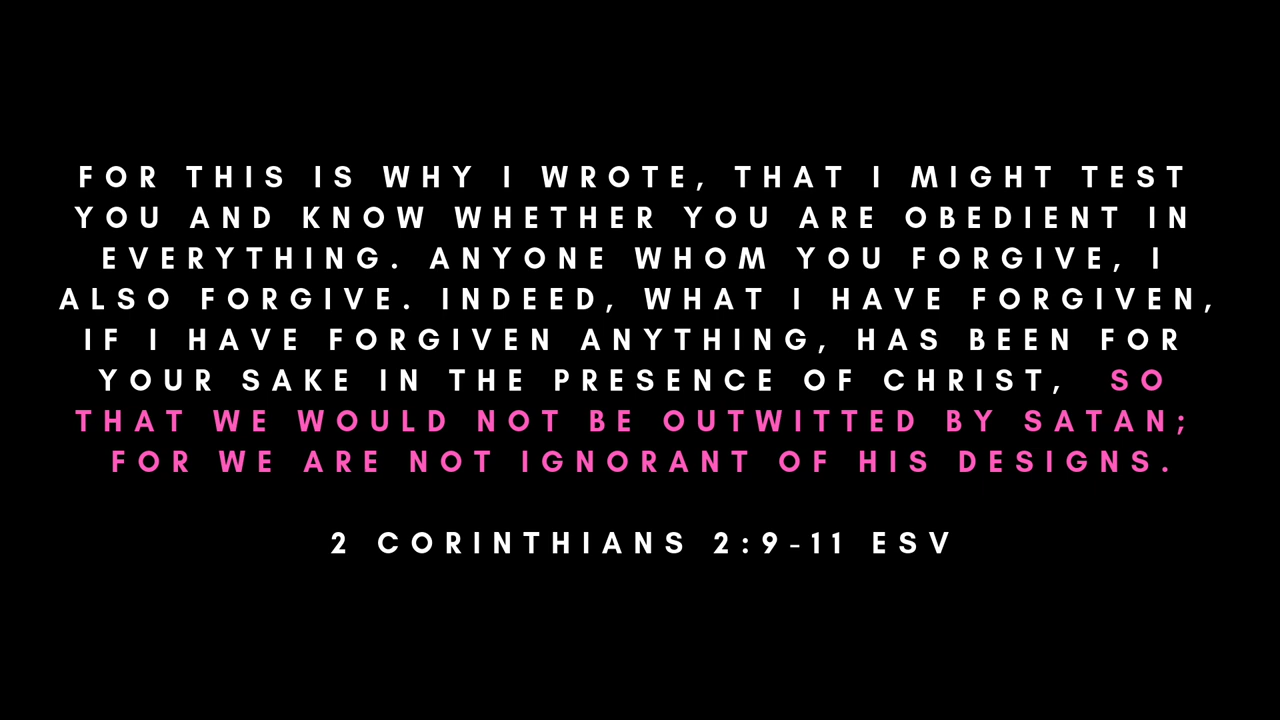 FOR THIS IS WHY I WROTE, THAT I MIGHT TEST
YOU AND KNOW WHETHER YOU ARE OBEDIENT IN
EVERYTHING. ANYONE WHOM YOU FORGIVE, I
ALSO FORGIVE. INDEED, WHAT I HAVE FORGIVEN,
IF I HAVE FORGIVEN ANYTHING, HAS BEEN FOR
YOUR SAKE IN THE PRESENCE OF CHRIST, SO
THAT WE WOULD NOT BE OUTWITTED BY SATAN;
FOR WE ARE NOT IGNORANT OF HIS DESIGNS.
2 CORINTHIANS 2:9-11 ESV